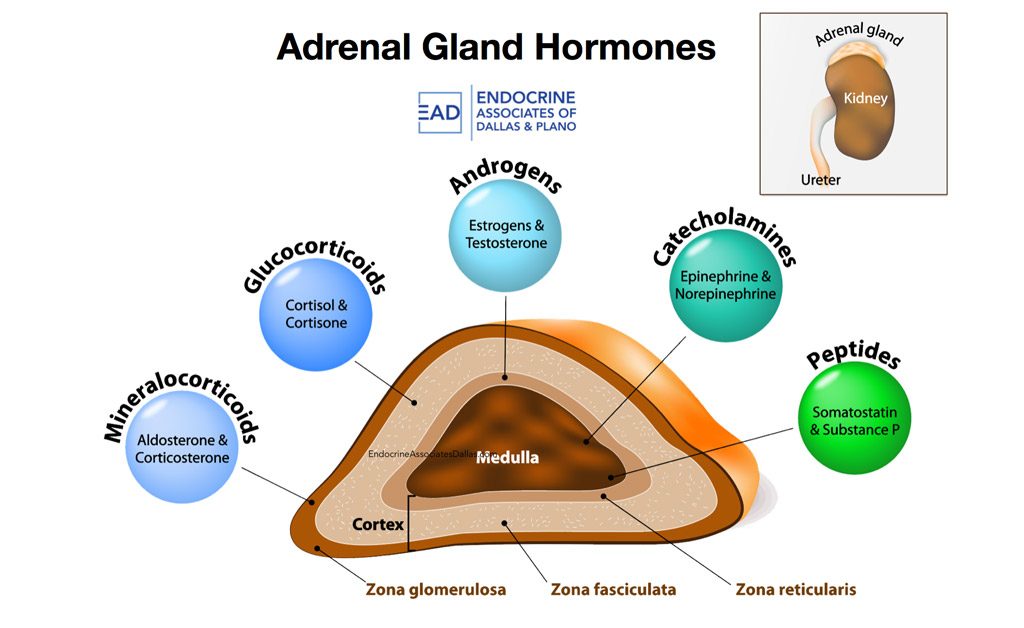 Adrenal Gland Hormones
EAD
ENDOCRINE
ASSOCIATES OF
DALLAS & PLANO
Adrenal gland
Kidney
Ureter
Androgens
Estrogens &
Testosterone
Glucocorticoids
Cortisol &
Cortisone
Catecholamines
Epinephrine &
Norepinephrine
Mineralocorticoids
Aldosterone &
Corticosterone
Peptides
Somatostatin
& Substance P
EndocrineAssociatesDallas.com
Medulla
Cortex
Zona glomerulosa
Zona fasciculata
Zona reticularis